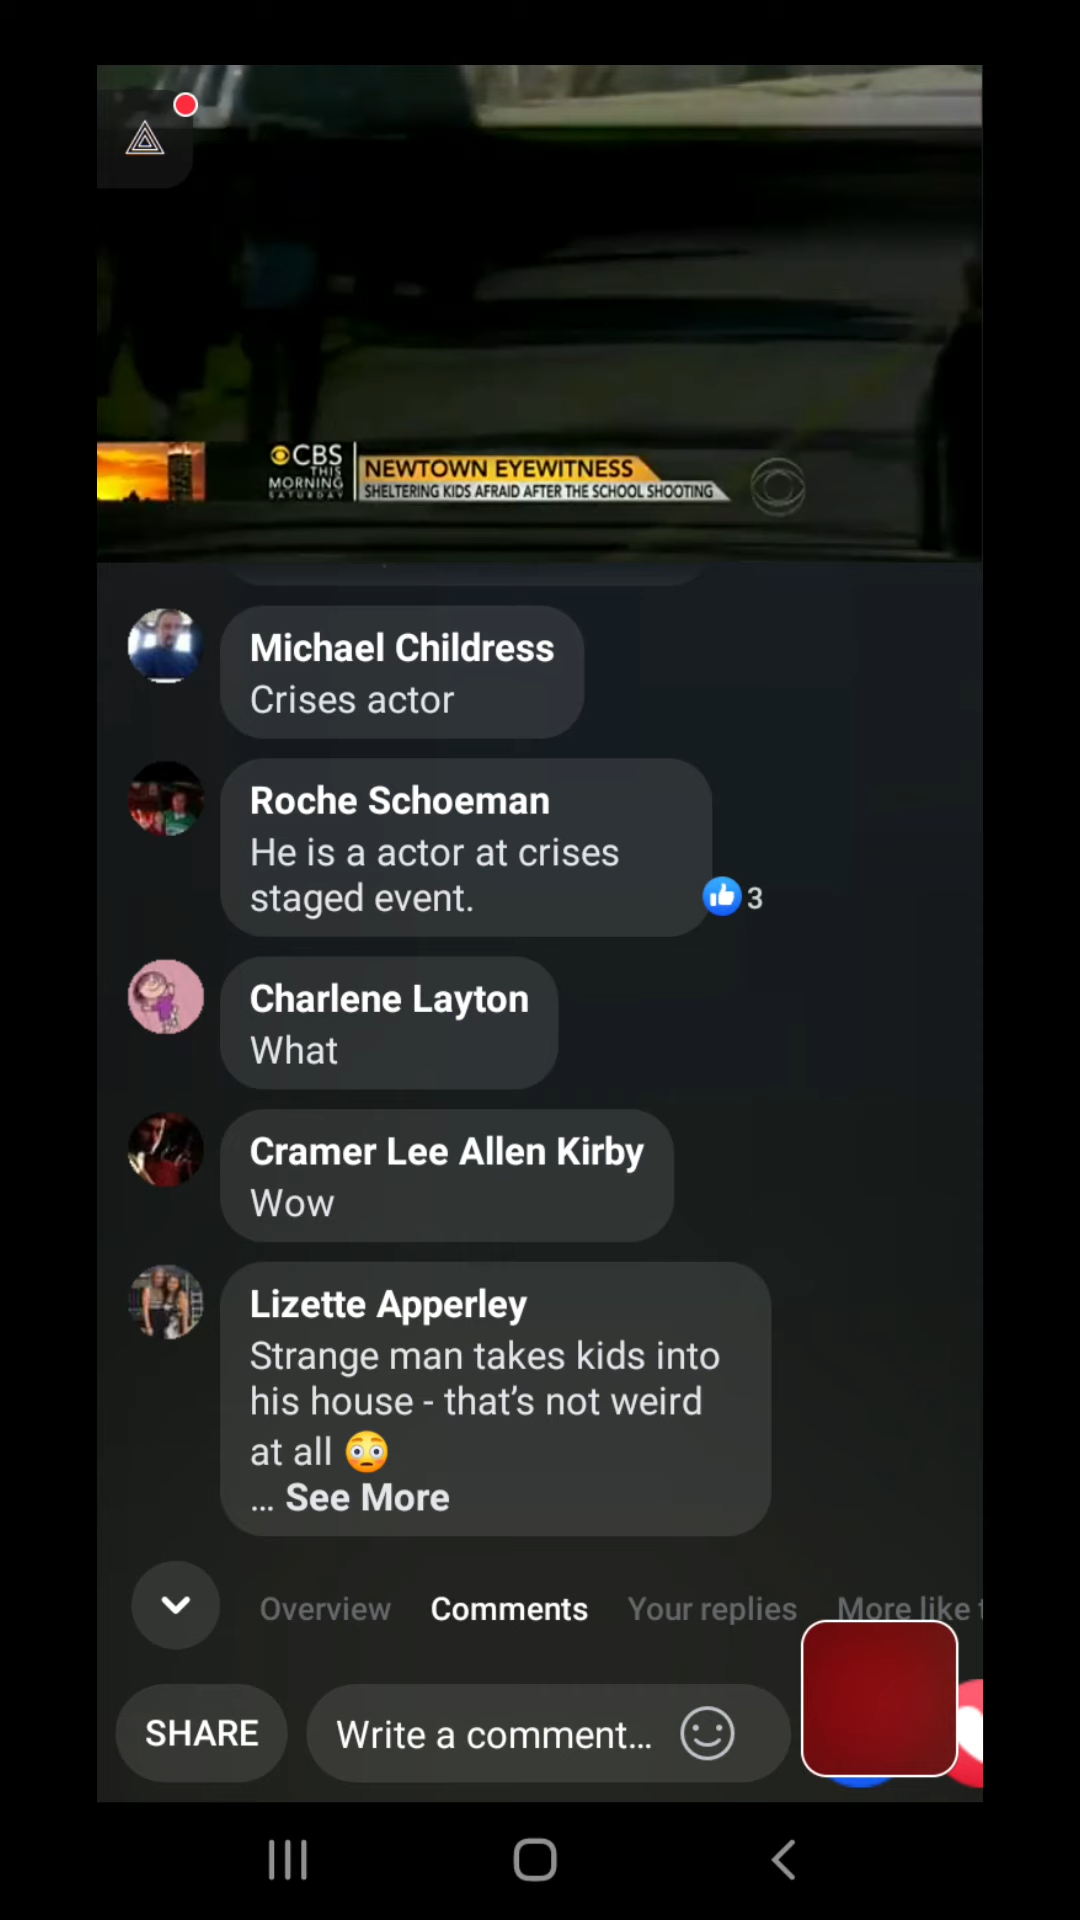 CBS
THIS
MORNING
SATURDAY
NEWTOWN EYEWITNESS
SHELTERING KIDS AFRAID AFTER THE SCHOOL SHOOTING
Michael Childress
Crises actor
Roche Schoeman
He is a actor at crises
staged event.
3
Charlene Layton
What
Cramer Lee Allen Kirby
Wow
Lizette Apperley
Strange man takes kids into
his house - that's not weird
at all 😳
... See More
Overview Comments Your replies More like
SHARE Write a comment...